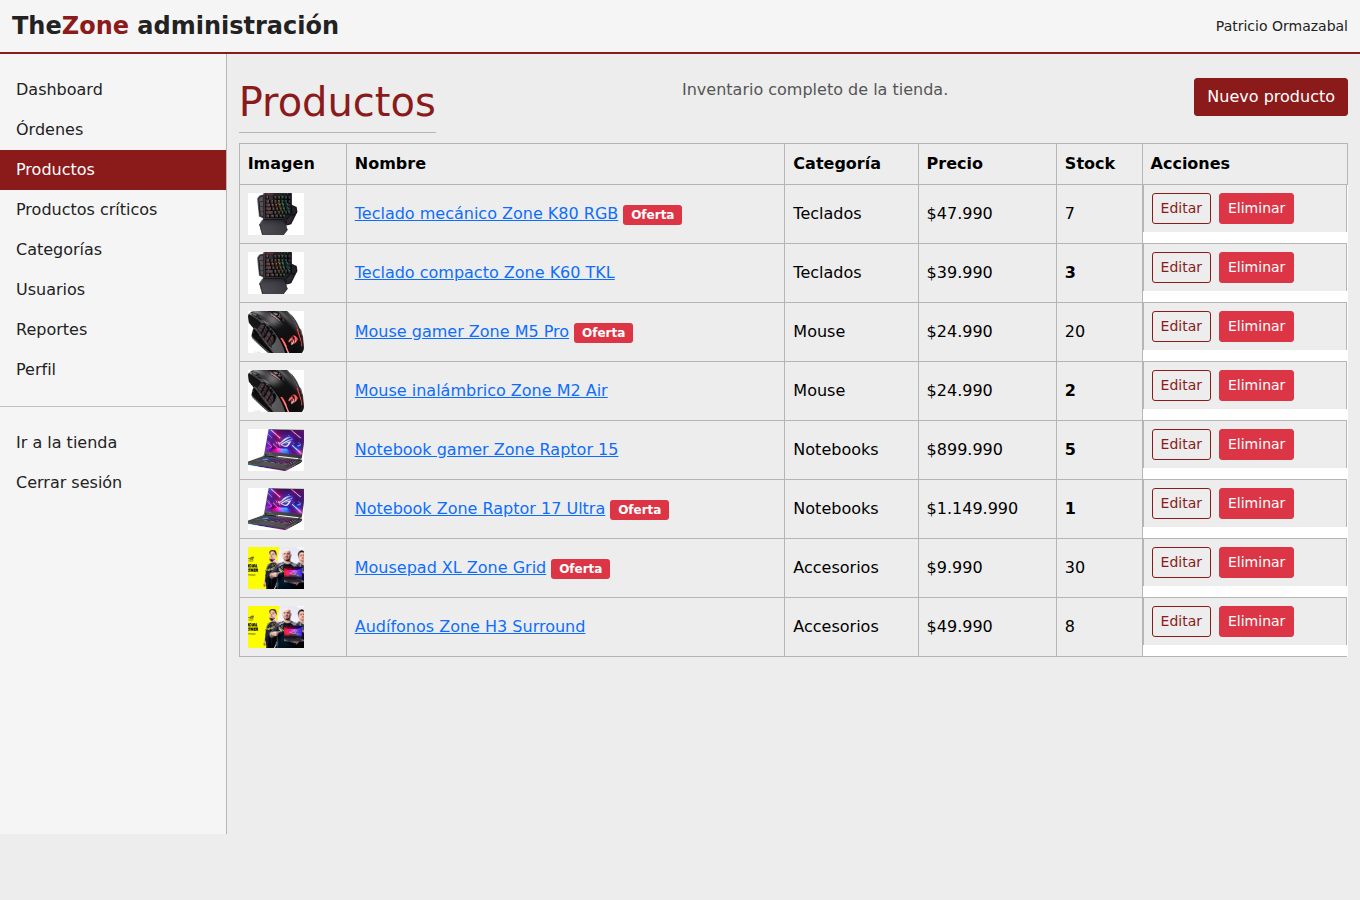 TheZone administración
Patricio Ormazabal
Dashboard
Órdenes
Productos
Productos críticos
Categorías
Usuarios
Reportes
Perfil
Ir a la tienda
Cerrar sesión
Productos
Inventario completo de la tienda.
Nuevo producto
Imagen Nombre Categoría Precio Stock Acciones
Teclado mecánico Zone K80 RGB Oferta Teclados $47.990 7 Editar Eliminar
Teclado compacto Zone K60 TKL Teclados $39.990 3 Editar Eliminar
Mouse gamer Zone M5 Pro Oferta Mouse $24.990 20 Editar Eliminar
Mouse inalámbrico Zone M2 Air Mouse $24.990 2 Editar Eliminar
Notebook gamer Zone Raptor 15 Notebooks $899.990 5 Editar Eliminar
Notebook Zone Raptor 17 Ultra Oferta Notebooks $1.149.990 1 Editar Eliminar
Mousepad XL Zone Grid Oferta Accesorios $9.990 30 Editar Eliminar
Audífonos Zone H3 Surround Accesorios $49.990 8 Editar Eliminar